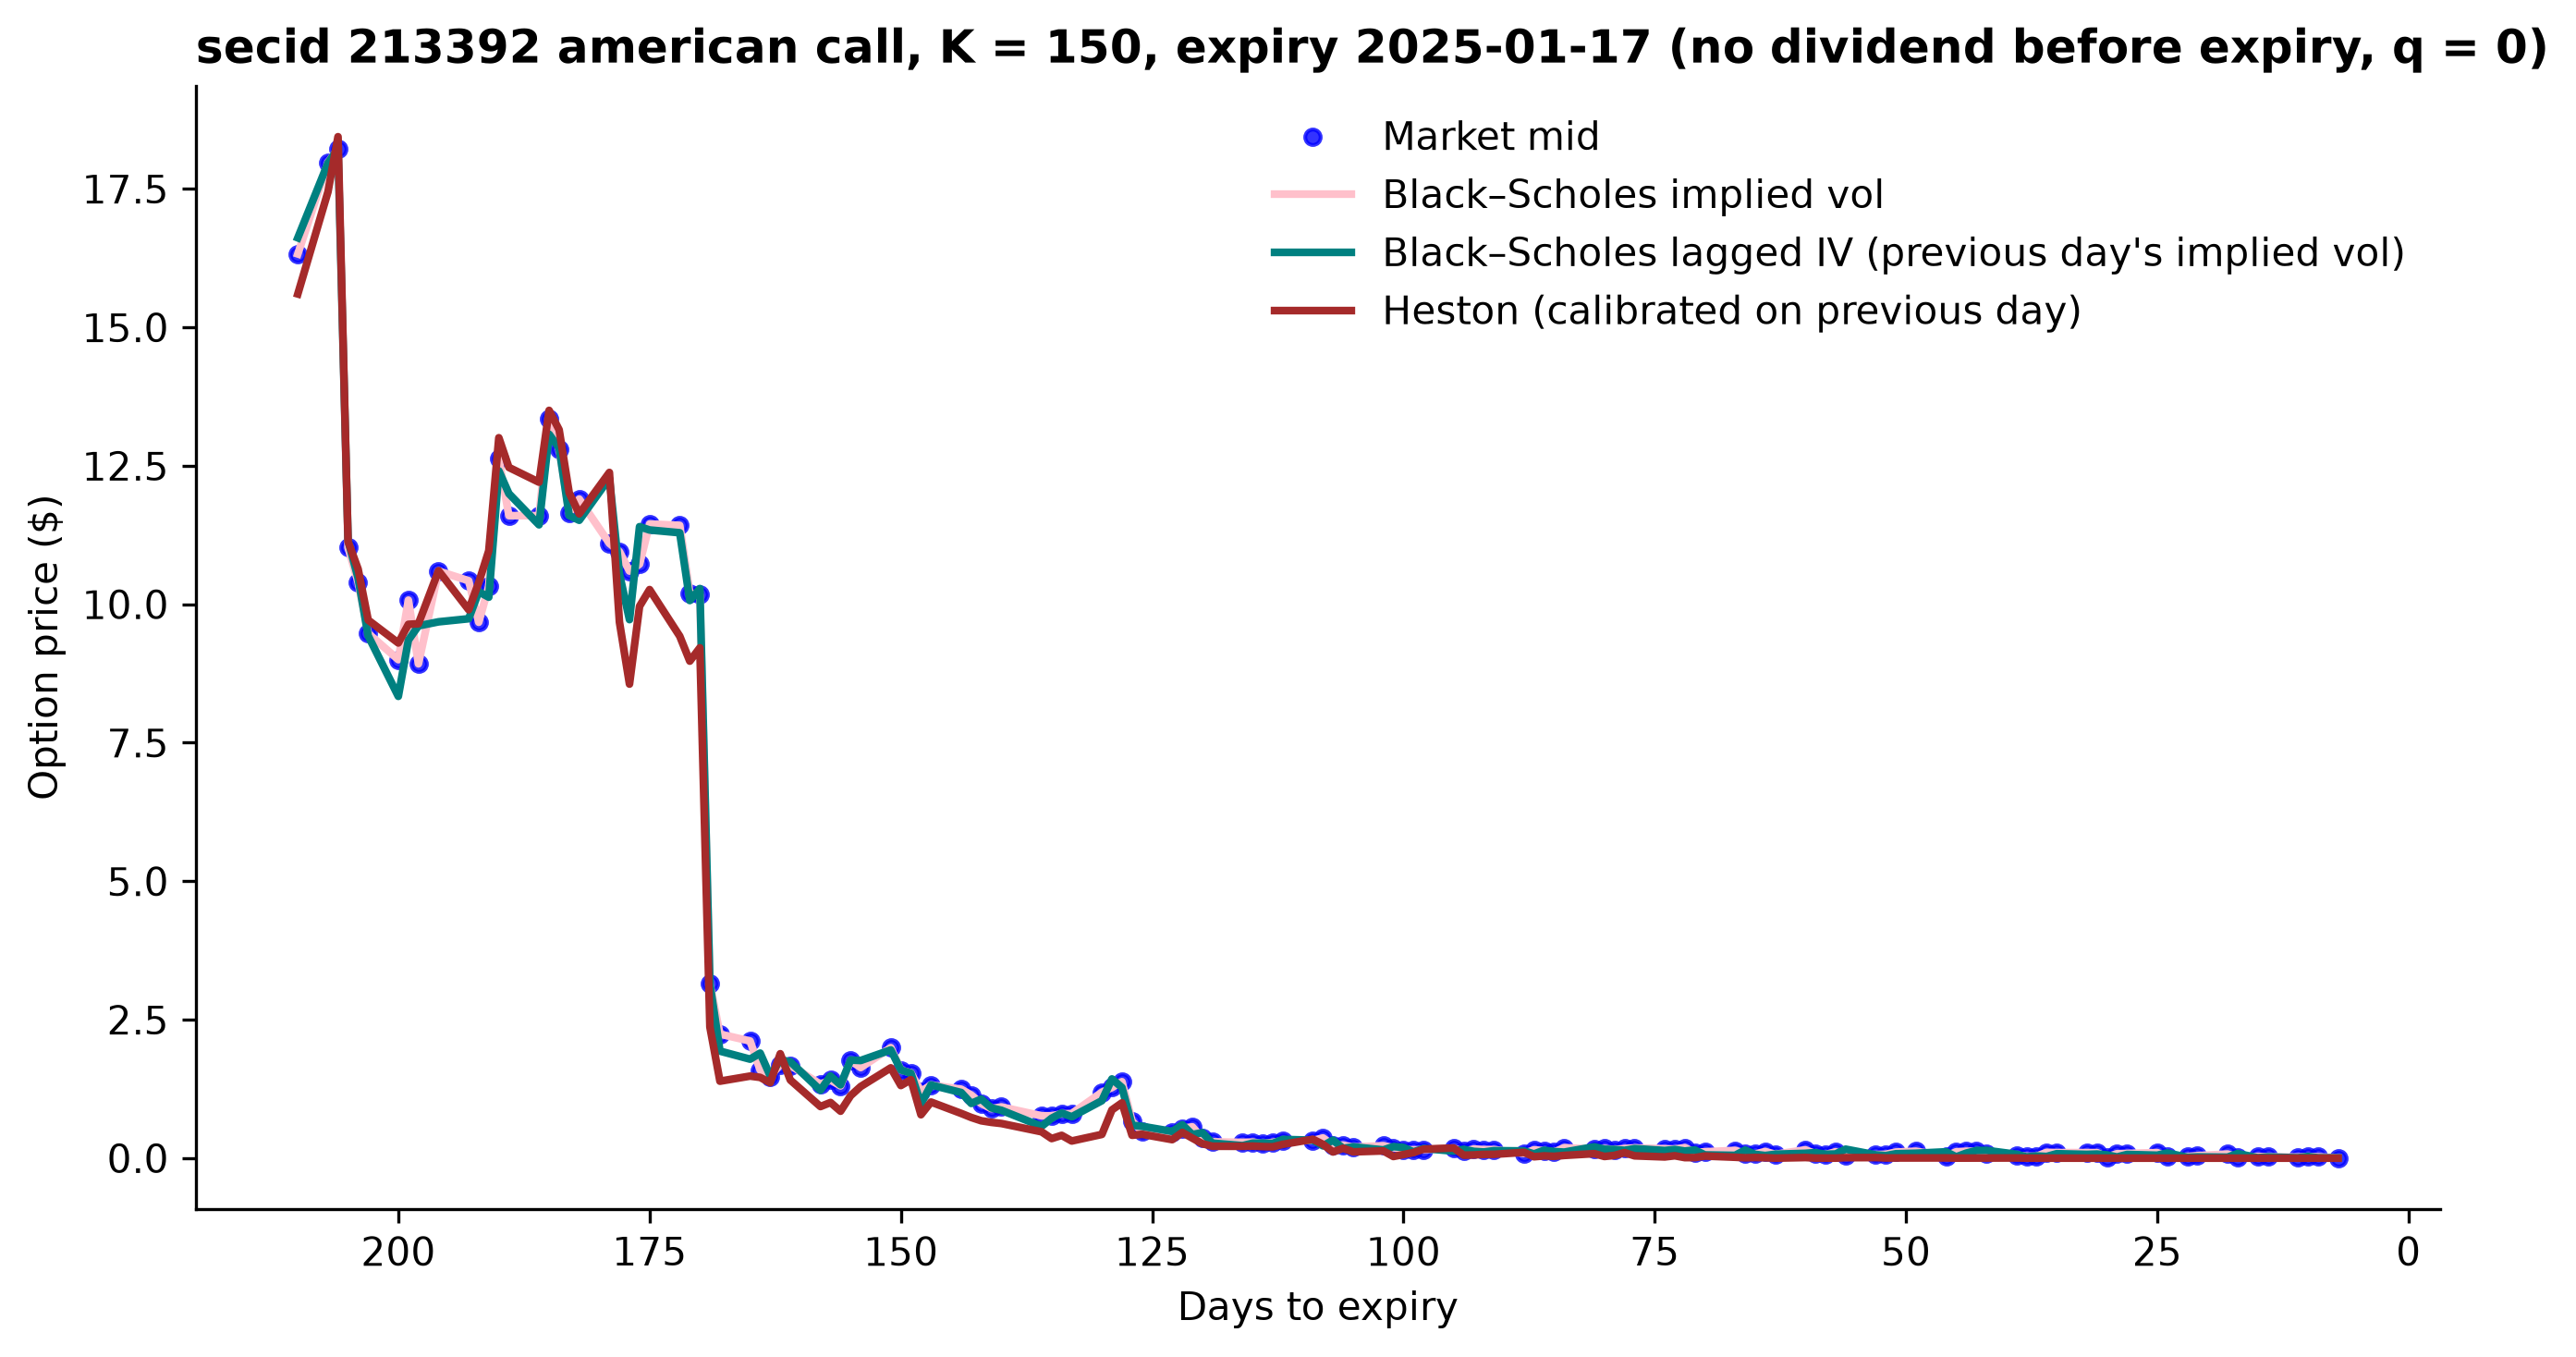 secid 213392 american call, K = 150, expiry 2025-01-17 (no dividend before expiry, q = 0)
Market mid
Black–Scholes implied vol
Black–Scholes lagged IV (previous day's implied vol)
Heston (calibrated on previous day)
Option price ($)
17.5
15.0
12.5
10.0
7.5
5.0
2.5
0.0
200 175 150 125 100 75 50 25 0
Days to expiry